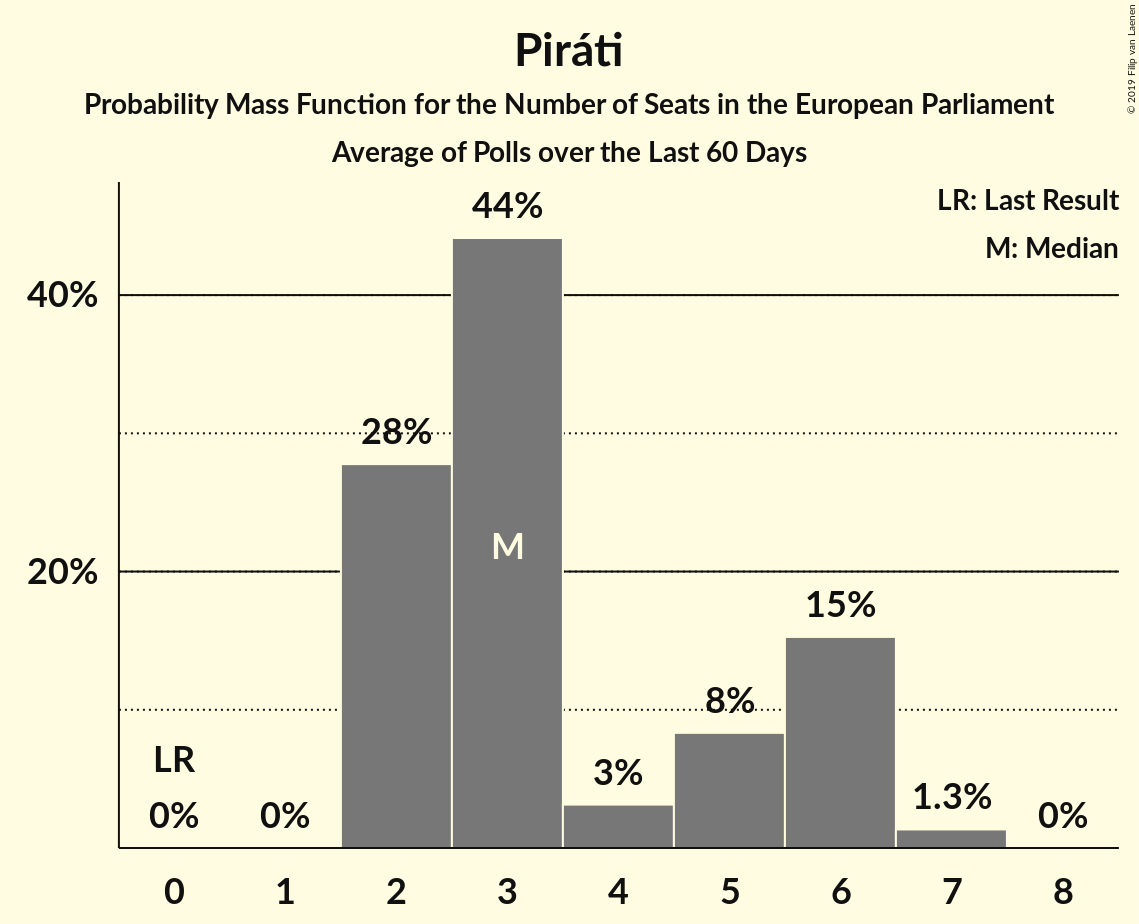 Piráti
Probability Mass Function for the Number of Seats in the European Parliament
Average of Polls over the Last 60 Days
© 2019 Filip van Laenen
LR: Last Result
M: Median
44%
40%
28%
M
20%
15%
8%
LR
3%
1.3%
0%
0%
0%
0 1 2 3 4 5 6 7 8